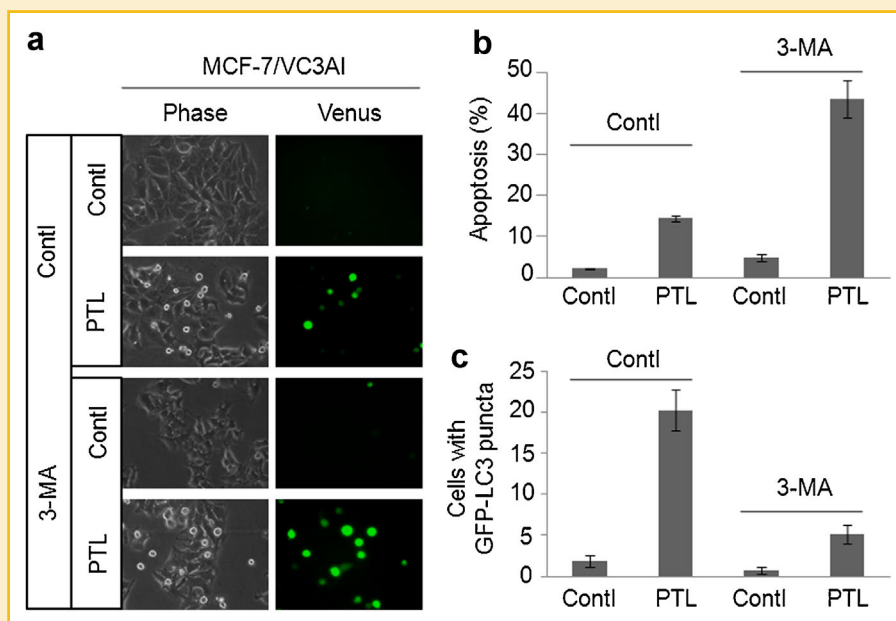 a
MCF-7/VC3AI
Phase
Venus
Contl
Contl
PTL
3-MA
Contl
PTL
b
3-MA
Contl
Apoptosis (%)
50
40
30
20
10
0
Contl
PTL
Contl
PTL
c
Contl
3-MA
Cells with
GFP-LC3 puncta
25
20
15
10
5
0
Contl
PTL
Contl
PTL